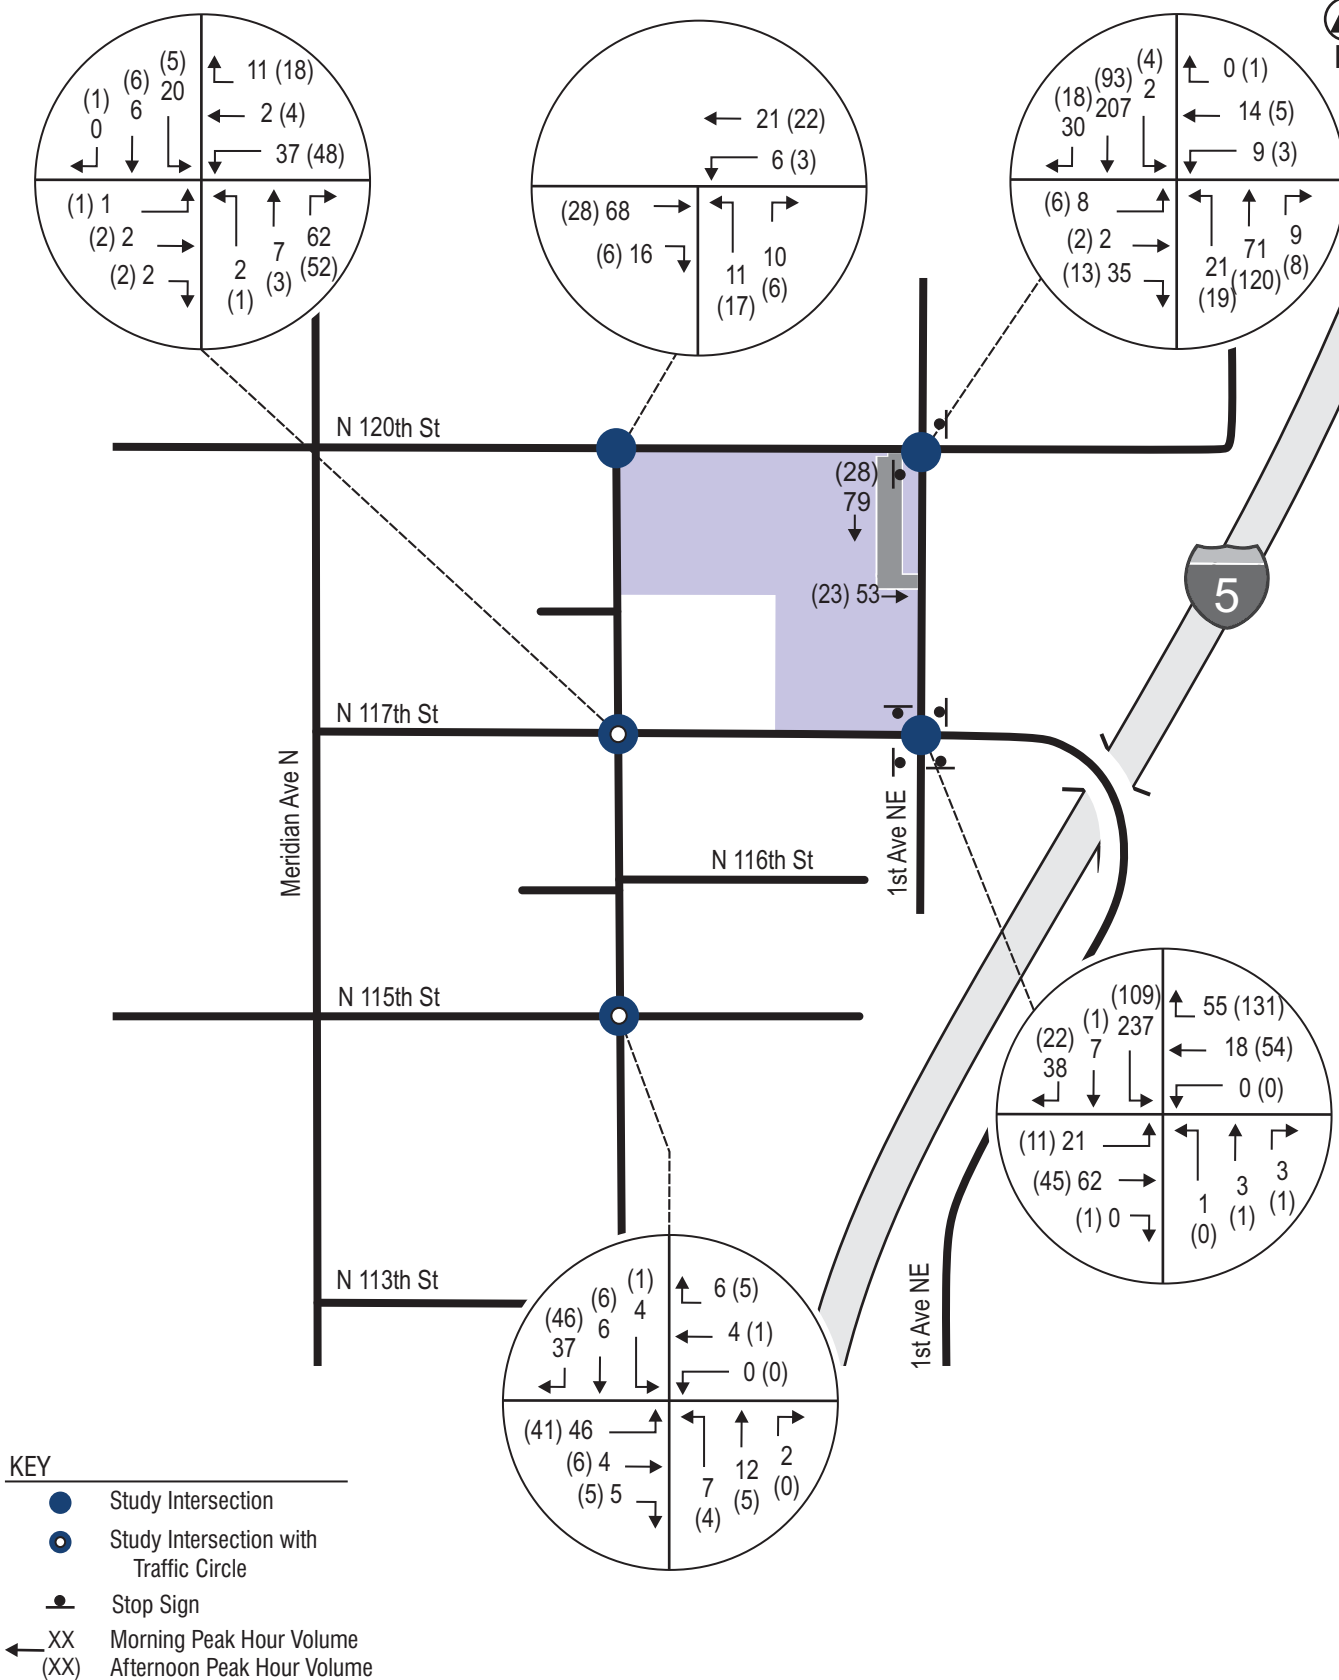 (1) (6) (5)
0 6 20
11 (18)
2 (4)
37 (48)
(1) 1
(2) 2
(2) 2
2 7 62
(1) (3) (52)
21 (22)
6 (3)
(28) 68
(6) 16
11 10
(17) (6)
(18) (93) (4)
30 207 2
0 (1)
14 (5)
9 (3)
(6) 8
(2) 2
(13) 35
21 71 9
(19) (120) (8)
N 120th St
(28)
79
(23) 53
5
N 117th St
Meridian Ave N
N 116th St
1st Ave NE
N 115th St
(22) (1) (109)
38 7 237
55 (131)
18 (54)
0 (0)
(11) 21
(45) 62
(1) 0
1 3 3
(0) (1) (1)
N 113th St
1st Ave NE
(46) (6) (1)
37 6 4
6 (5)
4 (1)
0 (0)
(41) 46
(6) 4
(5) 5
7 12 2
(4) (5) (0)
KEY
Study Intersection
Study Intersection with
Traffic Circle
Stop Sign
XX Morning Peak Hour Volume
(XX) Afternoon Peak Hour Volume